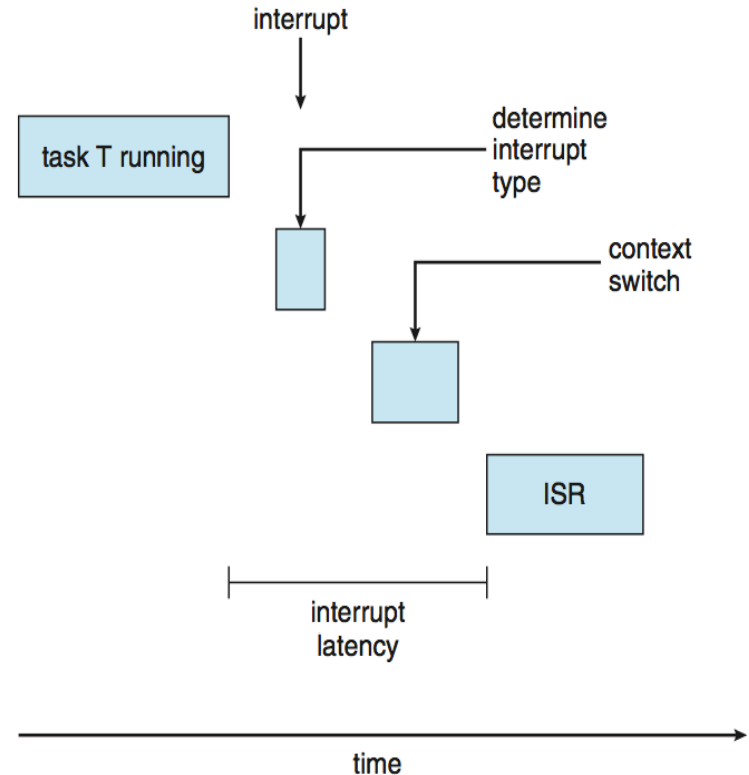 interrupt
task T running
determine
interrupt
type
context
switch
ISR
interrupt
latency
time